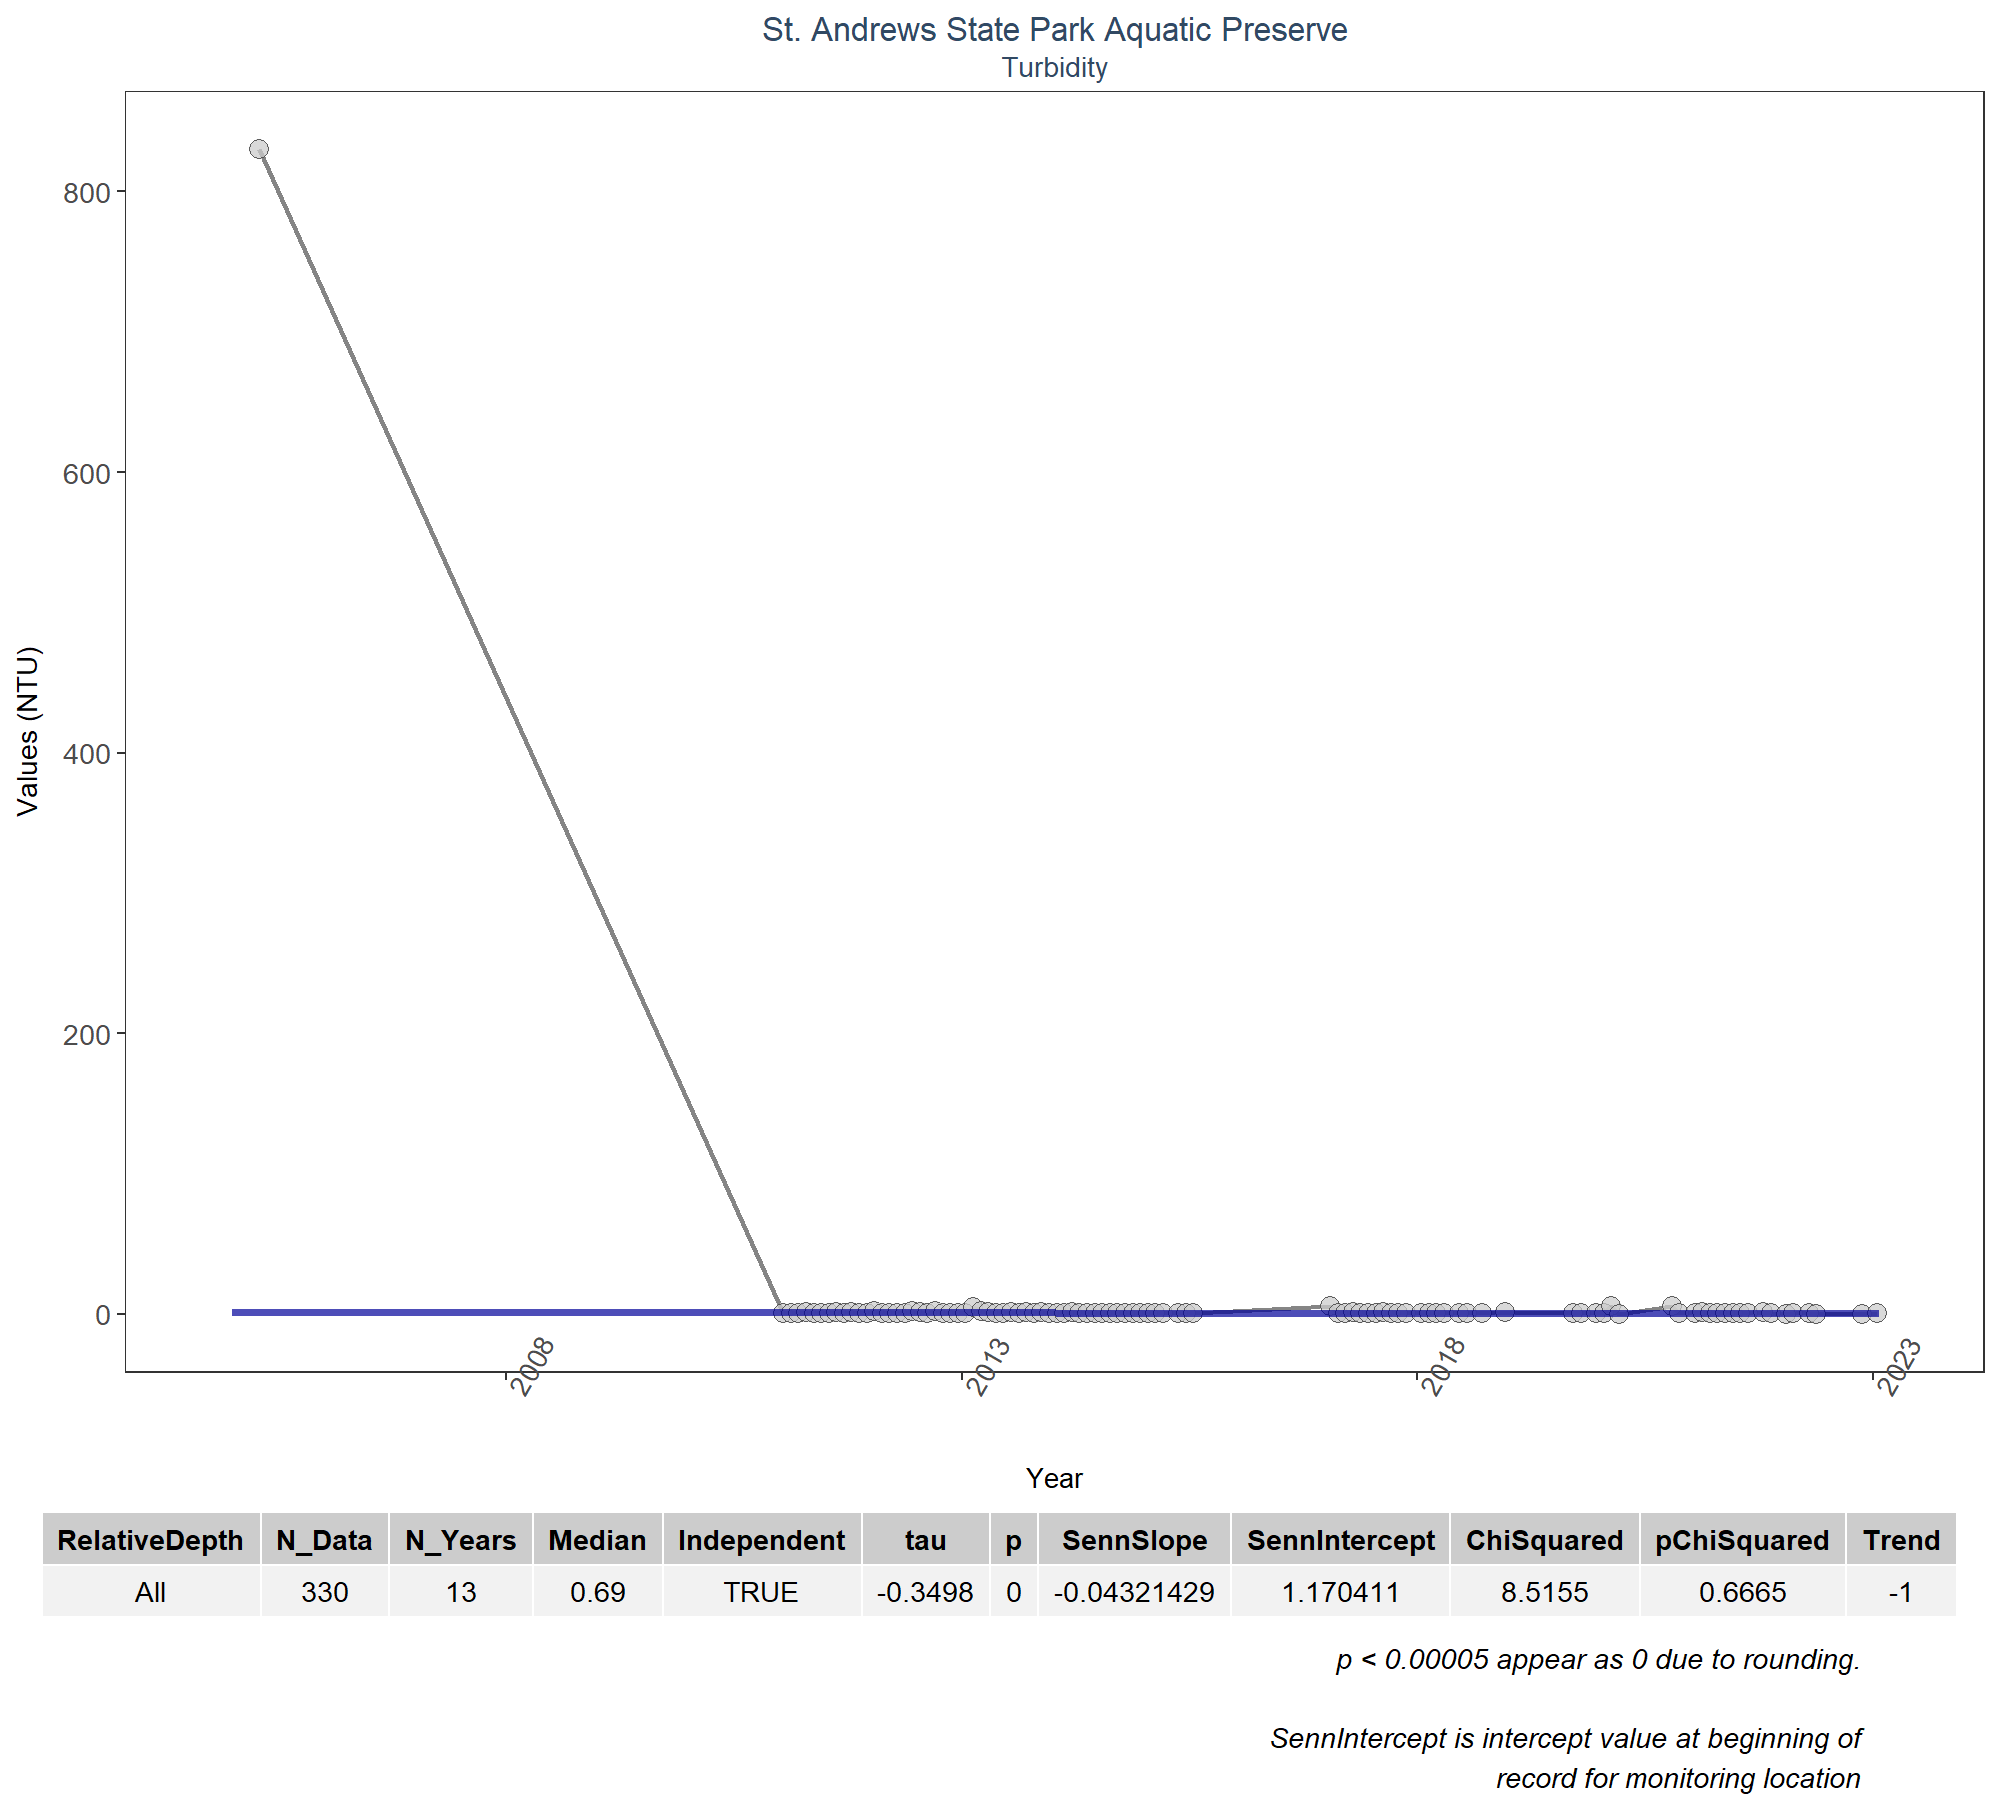 St. Andrews State Park Aquatic Preserve
Turbidity
Values (NTU)
800
600
400
200
0
2008 2013 2018 2023
Year
RelativeDepth N_Data N_Years Median Independent tau p SennSlope SennIntercept ChiSquared pChiSquared Trend
All 330 13 0.69 TRUE -0.3498 0 -0.04321429 1.170411 8.5155 0.6665 -1
p < 0.00005 appear as 0 due to rounding.
SennIntercept is intercept value at beginning of
record for monitoring location